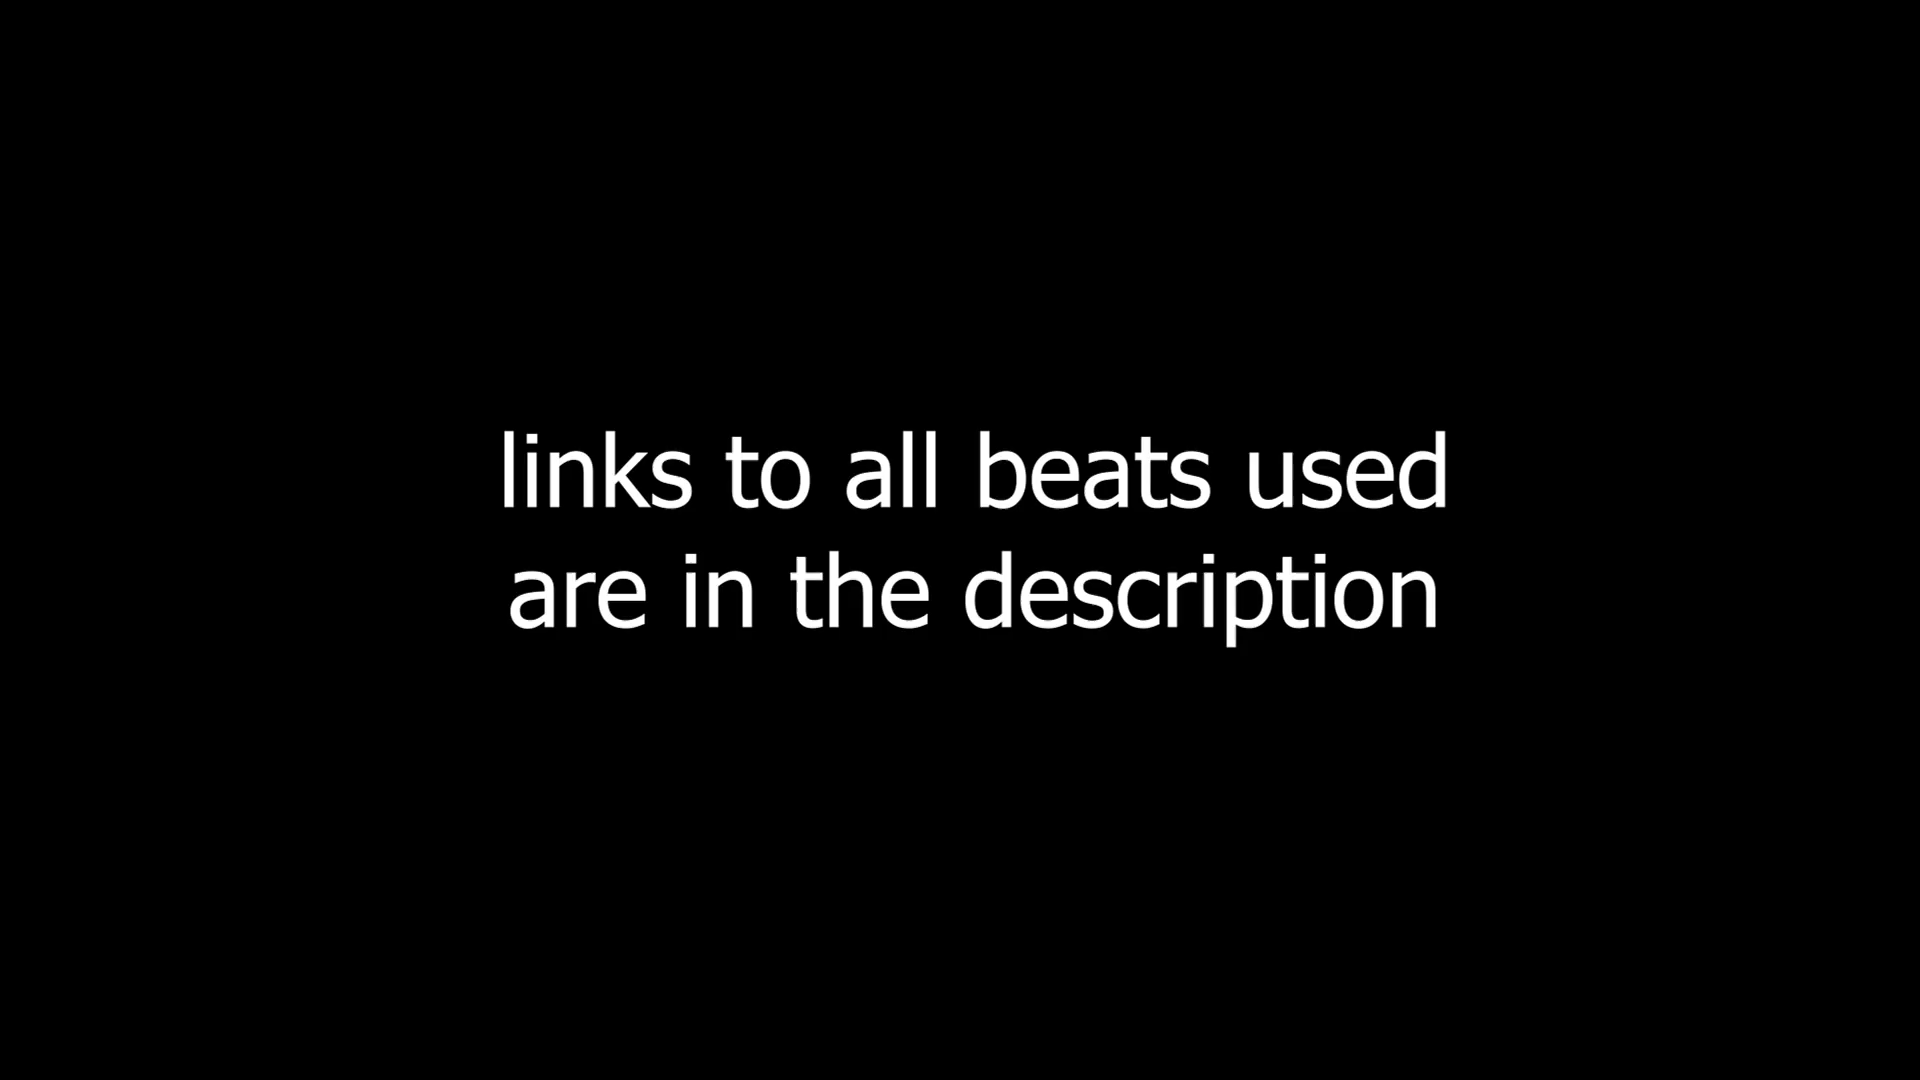 links to all beats used
are in the description